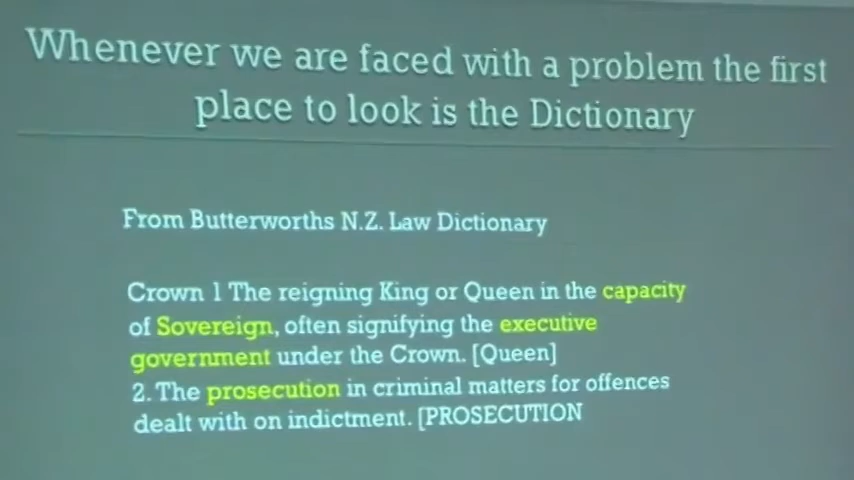 Whenever we are faced with a problem the first
place to look is the Dictionary
From Butterworths N.Z. Law Dictionary
Crown 1 The reigning King or Queen in the capacity
of Sovereign, often signifying the executive
government under the Crown. [Queen]
2. The prosecution in criminal matters for offences
dealt with on indictment. [PROSECUTION